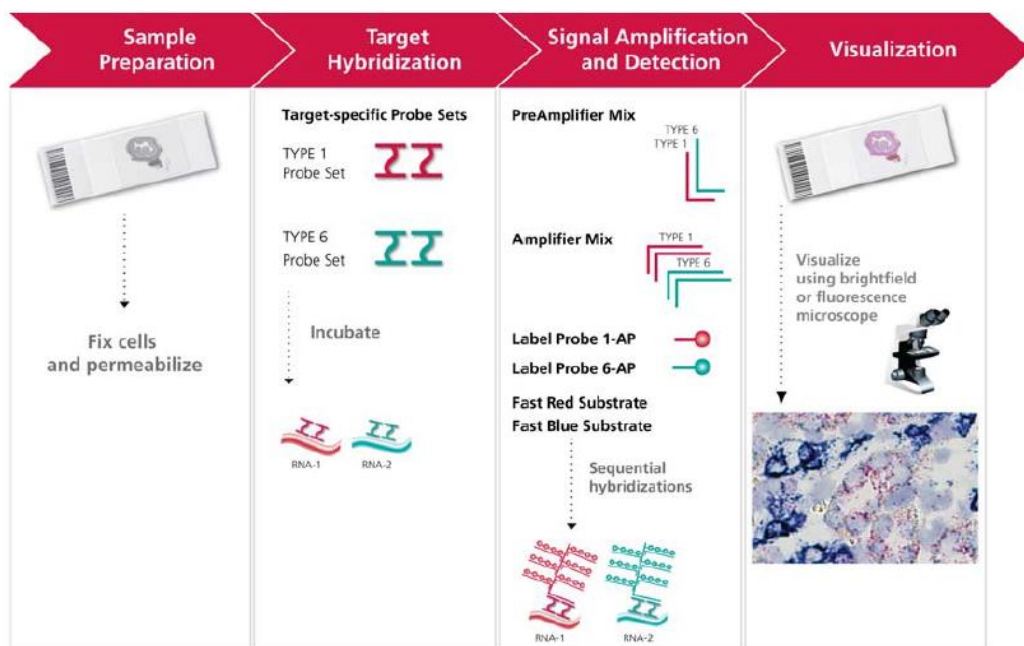 Sample
Preparation
Target
Hybridization
Signal Amplification
and Detection
Visualization
Fix cells
and permeabilize
Target-specific Probe Sets
TYPE 1
Probe Set
TYPE 6
Probe Set
Incubate
RNA-1
RNA-2
PreAmplifier Mix
TYPE 6
TYPE 1
Amplifier Mix
TYPE 1
TYPE 6
Label Probe 1-AP
Label Probe 6-AP
Fast Red Substrate
Fast Blue Substrate
Sequential
hybridizations
RNA-1
RNA-2
Visualize
using brightfield
or fluorescence
microscope